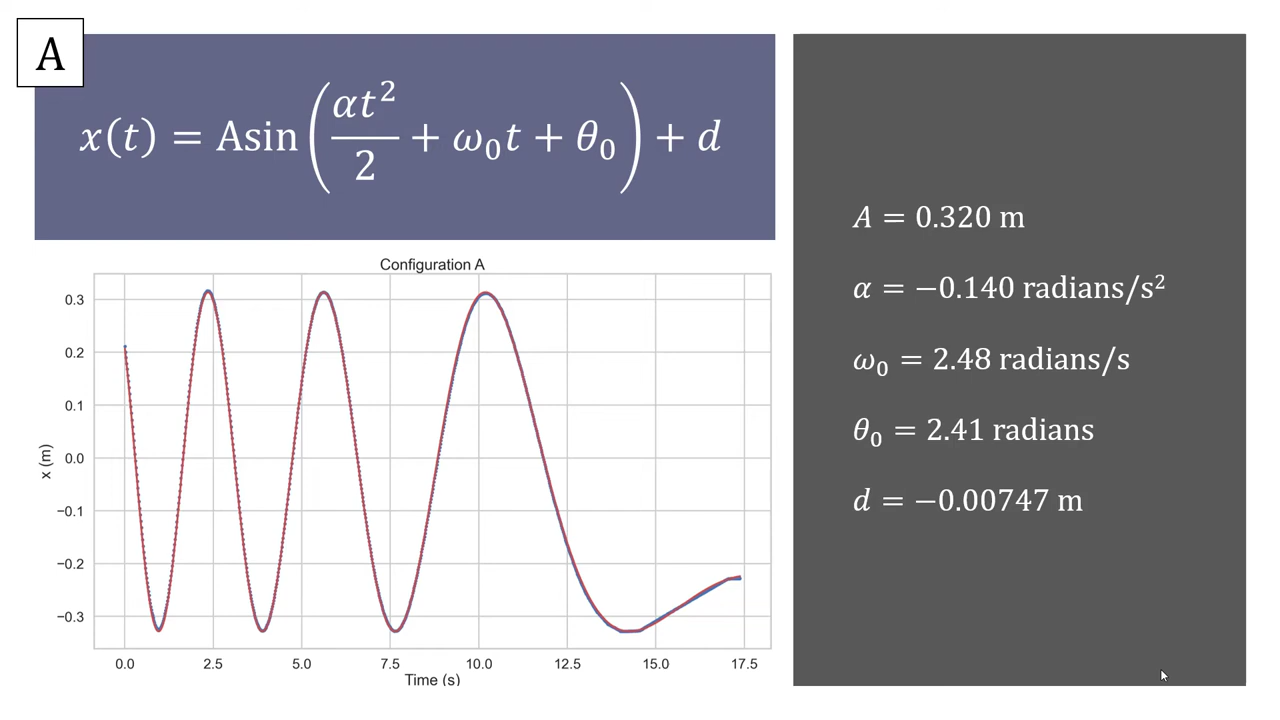 A
x(t) = Asin(αt²/2 + ω₀t + θ₀) + d
A = 0.320 m
α = −0.140 radians/s²
ω₀ = 2.48 radians/s
θ₀ = 2.41 radians
d = −0.00747 m
Configuration A
0.3
0.2
0.1
0.0
−0.1
−0.2
−0.3
x (m)
0.0 2.5 5.0 7.5 10.0 12.5 15.0 17.5
Time (s)